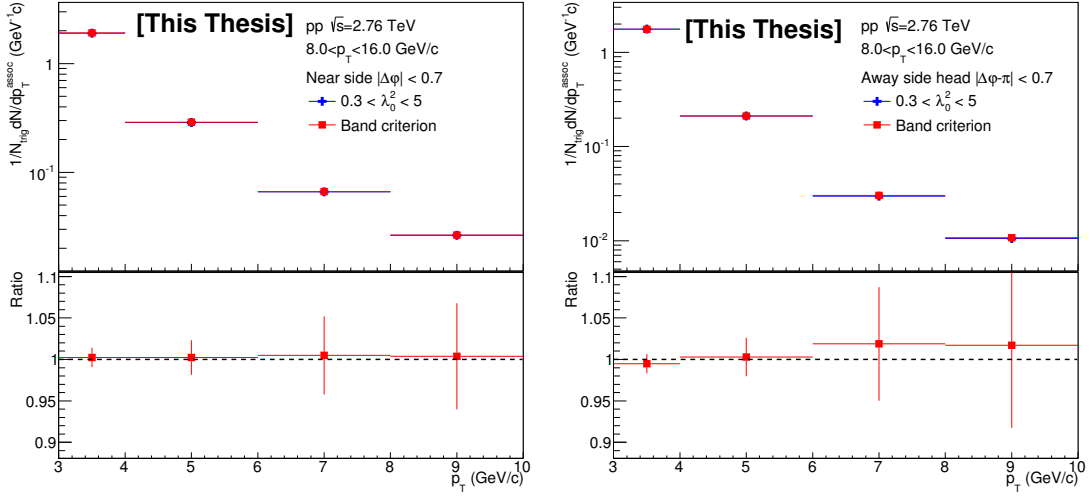 [This Thesis]
pp √s=2.76 TeV
8.0<p_T<16.0 GeV/c
Near side |Δφ| < 0.7
0.3 < λ₀² < 5
Band criterion
1/N_trig dN/dp_T^assoc (GeV⁻¹c)
1
10⁻¹
Ratio
1.1
1.05
1
0.95
0.9
3 4 5 6 7 8 9 10
p_T (GeV/c)
[This Thesis]
pp √s=2.76 TeV
8.0<p_T<16.0 GeV/c
Away side head |Δφ-π| < 0.7
0.3 < λ₀² < 5
Band criterion
1/N_trig dN/dp_T^assoc (GeV⁻¹c)
1
10⁻¹
10⁻²
Ratio
1.1
1.05
1
0.95
0.9
3 4 5 6 7 8 9 10
p_T (GeV/c)